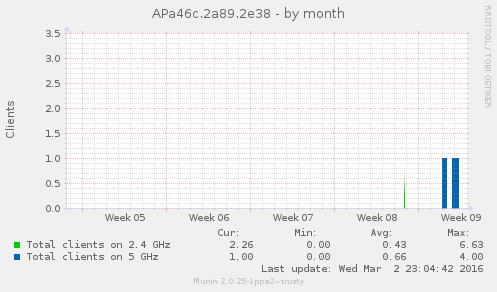 APa46c.2a89.2e38 - by month
RRDTOOL / TOBI OETIKER
Clients
3.5
3.0
2.5
2.0
1.5
1.0
0.5
0.0
Week 05 Week 06 Week 07 Week 08 Week 09
Cur: Min: Avg: Max:
Total clients on 2.4 GHz 2.26 0.00 0.43 6.63
Total clients on 5 GHz 1.00 0.00 0.66 4.00
Last update: Wed Mar 2 23:04:42 2016
Munin 2.0.25-1ppa2~trusty